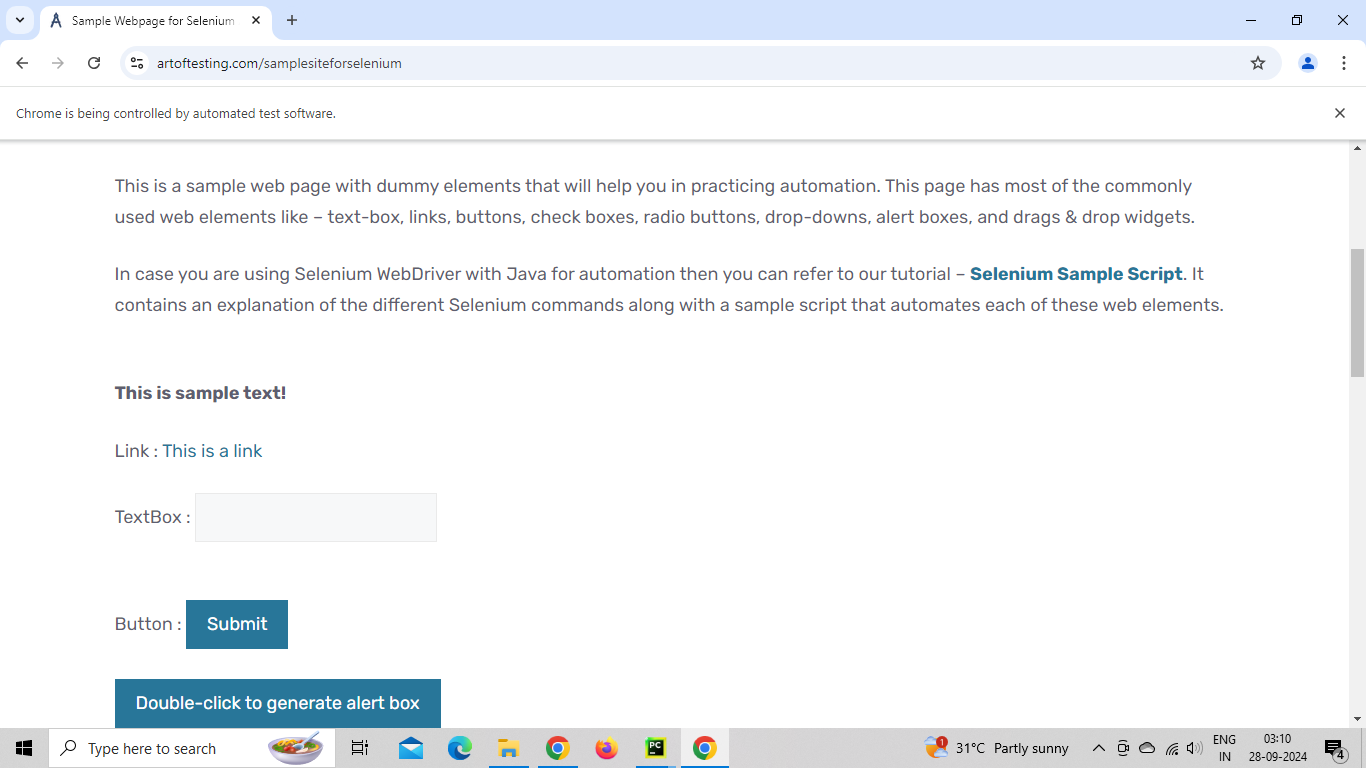 Sample Webpage for Selenium
artoftesting.com/samplesiteforselenium
Chrome is being controlled by automated test software.
This is a sample web page with dummy elements that will help you in practicing automation. This page has most of the commonly
used web elements like – text-box, links, buttons, check boxes, radio buttons, drop-downs, alert boxes, and drags & drop widgets.
In case you are using Selenium WebDriver with Java for automation then you can refer to our tutorial – Selenium Sample Script. It
contains an explanation of the different Selenium commands along with a sample script that automates each of these web elements.
This is sample text!
Link : This is a link
TextBox :
Button : Submit
Double-click to generate alert box
Type here to search
PC
1
31°C Partly sunny
ENG
IN
03:10
28-09-2024
4